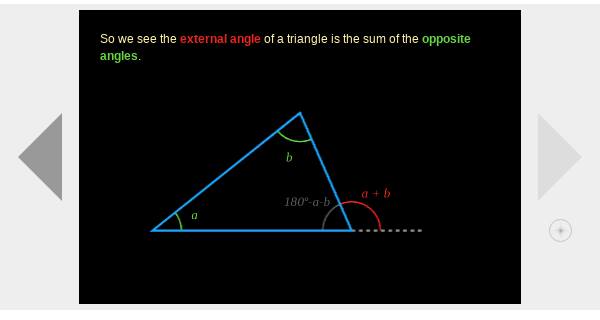 So we see the external angle of a triangle is the sum of the opposite
angles.
b
180°-a-b
a + b
a